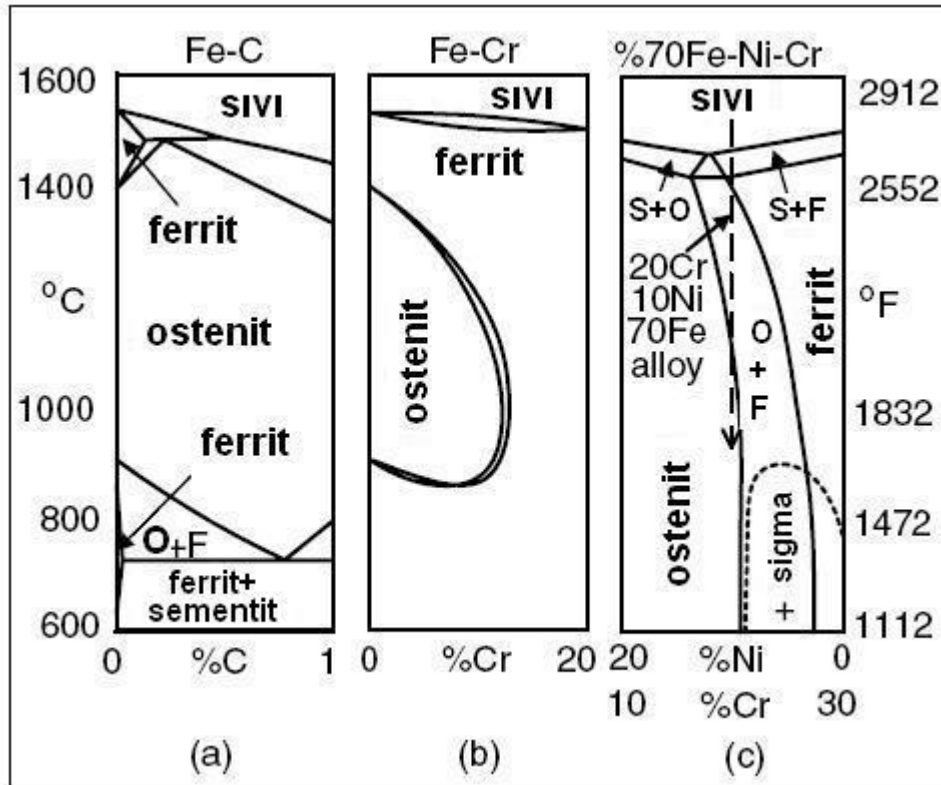 Fe-C
Fe-Cr
%70Fe-Ni-Cr
1600
1400
°C
1000
800
600
SIVI
ferrit
ostenit
ferrit
O+F
ferrit+
sementit
0 %C 1
(a)
SIVI
ferrit
ostenit
0 %Cr 20
(b)
SIVI
S+O
S+F
20Cr
10Ni
70Fe
alloy
O
+
F
ferrit
ostenit
+ sigma
2912
2552
°F
1832
1472
1112
20 %Ni 0
10 %Cr 30
(c)